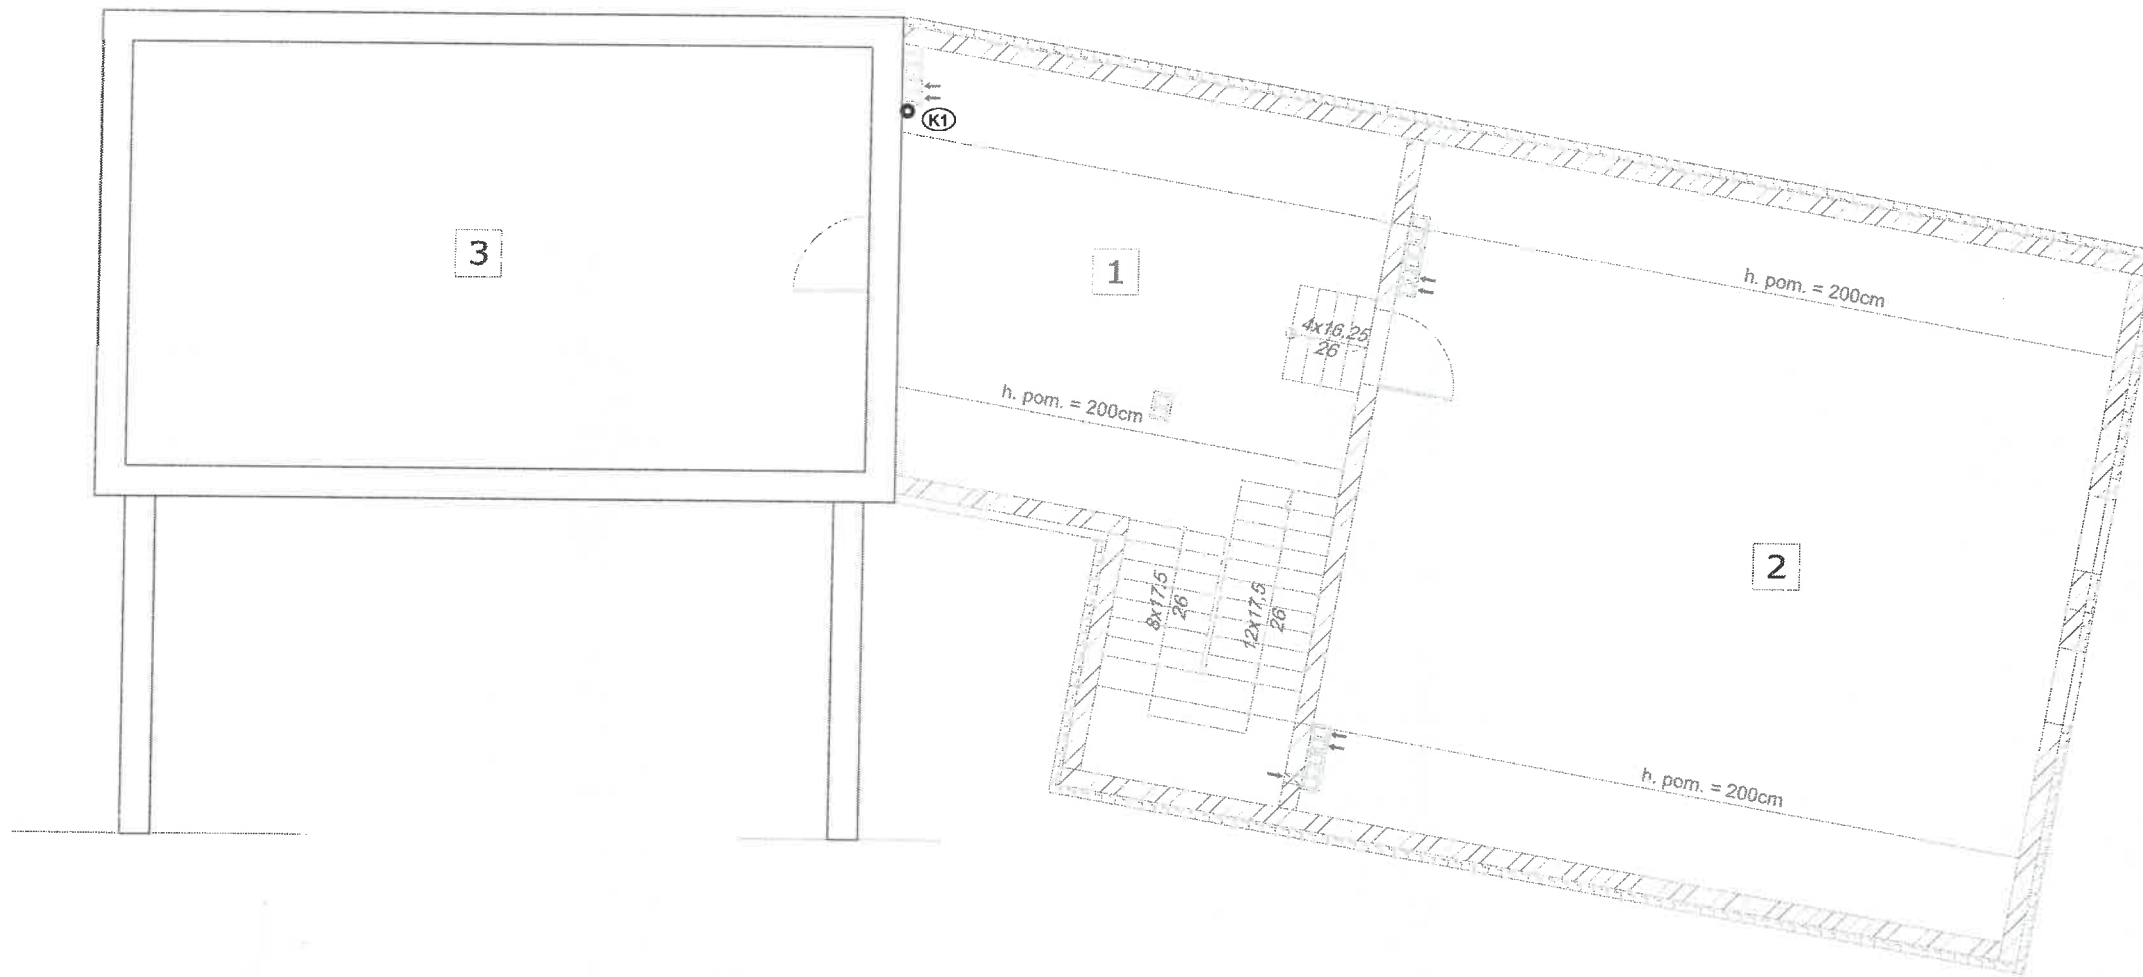 K1
3
1
h. pom. = 200cm
4x16.25
26
h. pom. = 200cm
2
8x17,5
26
12x17,5
26
h. pom. = 200cm